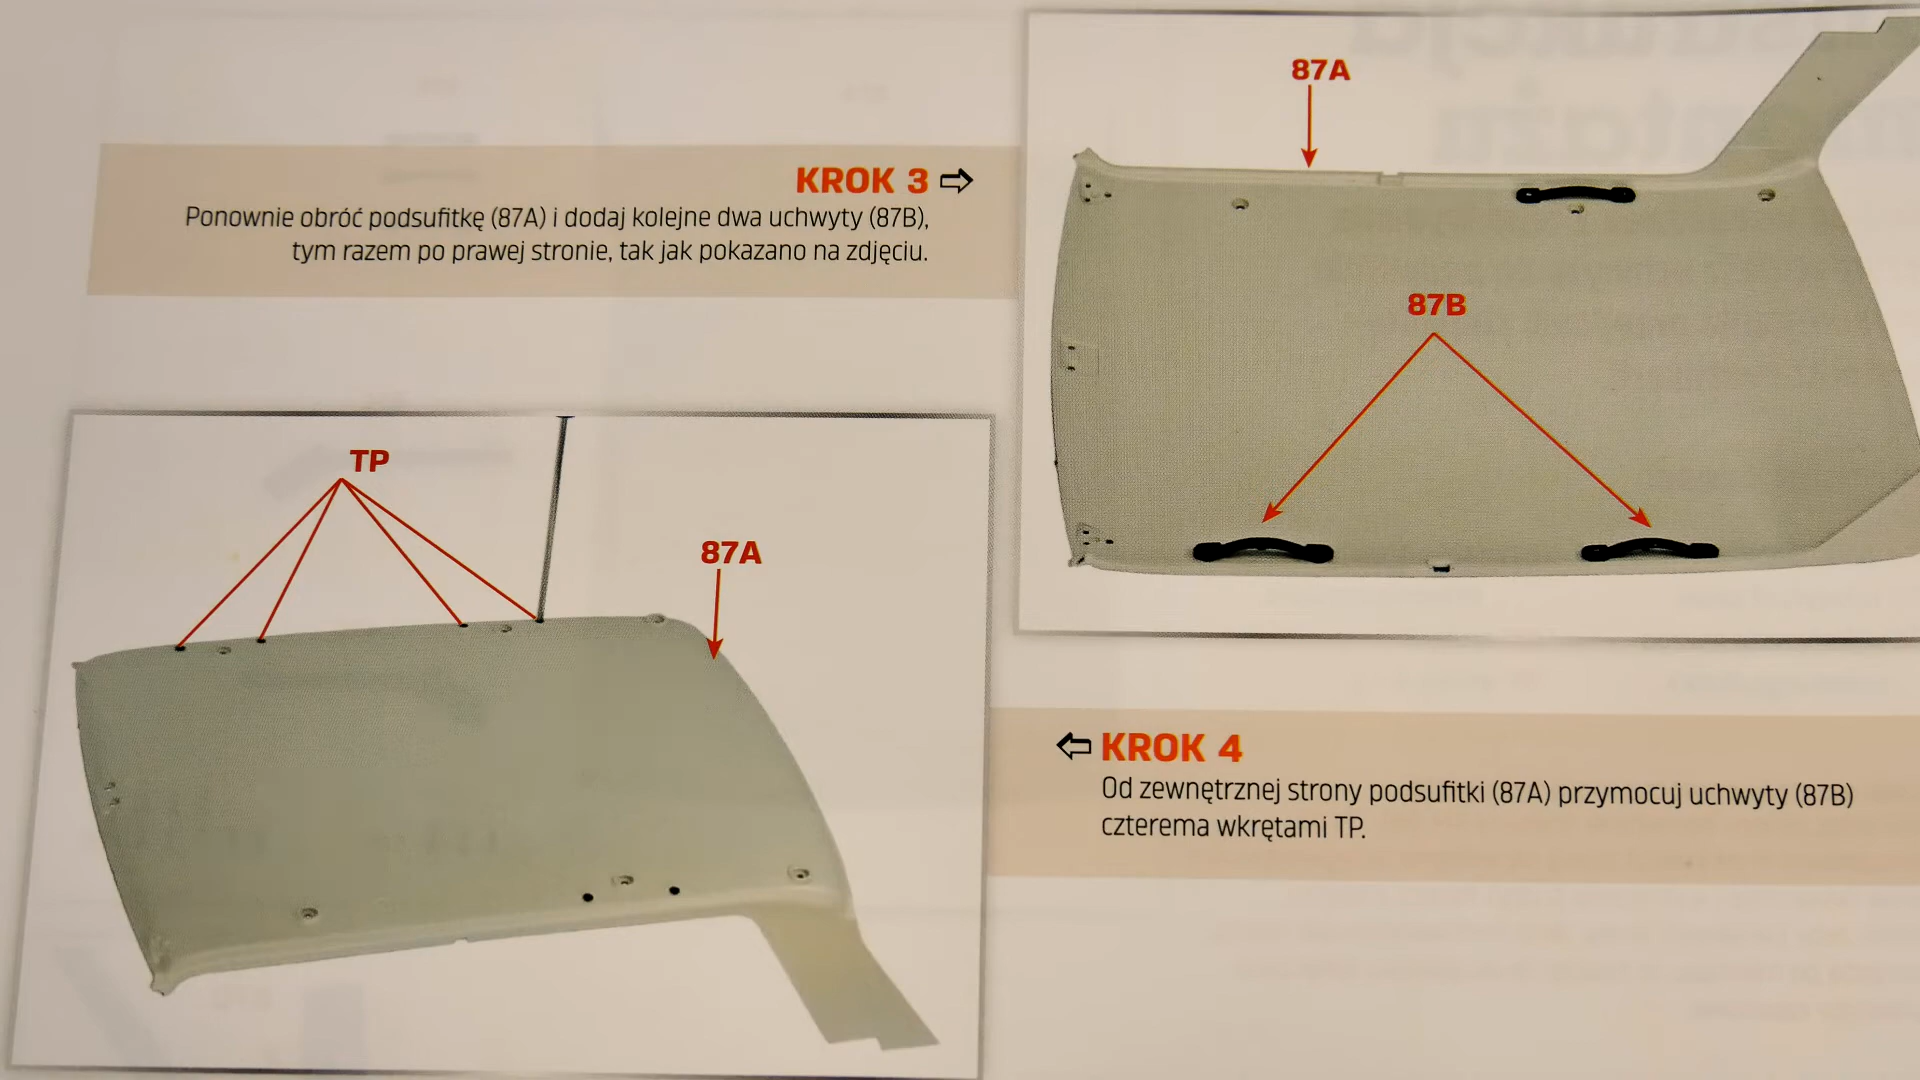 KROK 3
Ponownie obróć podsufitkę (87A) i dodaj kolejne dwa uchwyty (87B),
tym razem po prawej stronie, tak jak pokazano na zdjęciu.
87A
87B
TP
87A
KROK 4
Od zewnętrznej strony podsufitki (87A) przymocuj uchwyty (87B)
czterema wkrętami TP.